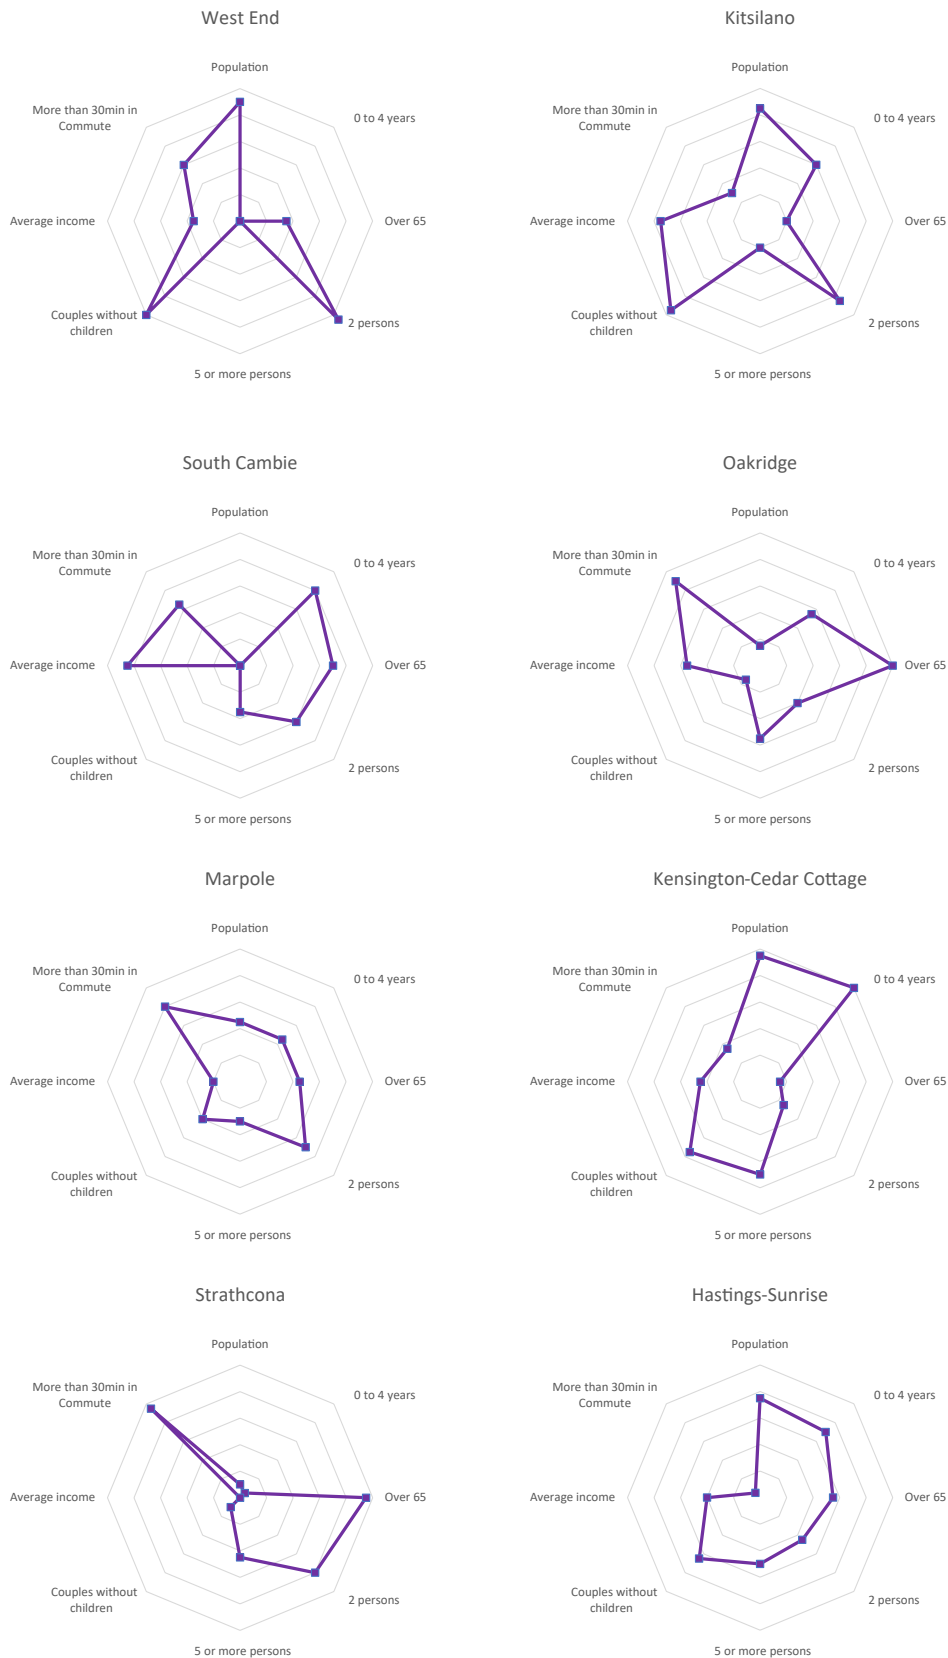 West End
Population
0 to 4 years
Over 65
2 persons
5 or more persons
Couples without
children
Average income
More than 30min in
Commute
Kitsilano
Population
0 to 4 years
Over 65
2 persons
5 or more persons
Couples without
children
Average income
More than 30min in
Commute
South Cambie
Population
0 to 4 years
Over 65
2 persons
5 or more persons
Couples without
children
Average income
More than 30min in
Commute
Oakridge
Population
0 to 4 years
Over 65
2 persons
5 or more persons
Couples without
children
Average income
More than 30min in
Commute
Marpole
Population
0 to 4 years
Over 65
2 persons
5 or more persons
Couples without
children
Average income
More than 30min in
Commute
Kensington-Cedar Cottage
Population
0 to 4 years
Over 65
2 persons
5 or more persons
Couples without
children
Average income
More than 30min in
Commute
Strathcona
Population
0 to 4 years
Over 65
2 persons
5 or more persons
Couples without
children
Average income
More than 30min in
Commute
Hastings-Sunrise
Population
0 to 4 years
Over 65
2 persons
5 or more persons
Couples without
children
Average income
More than 30min in
Commute